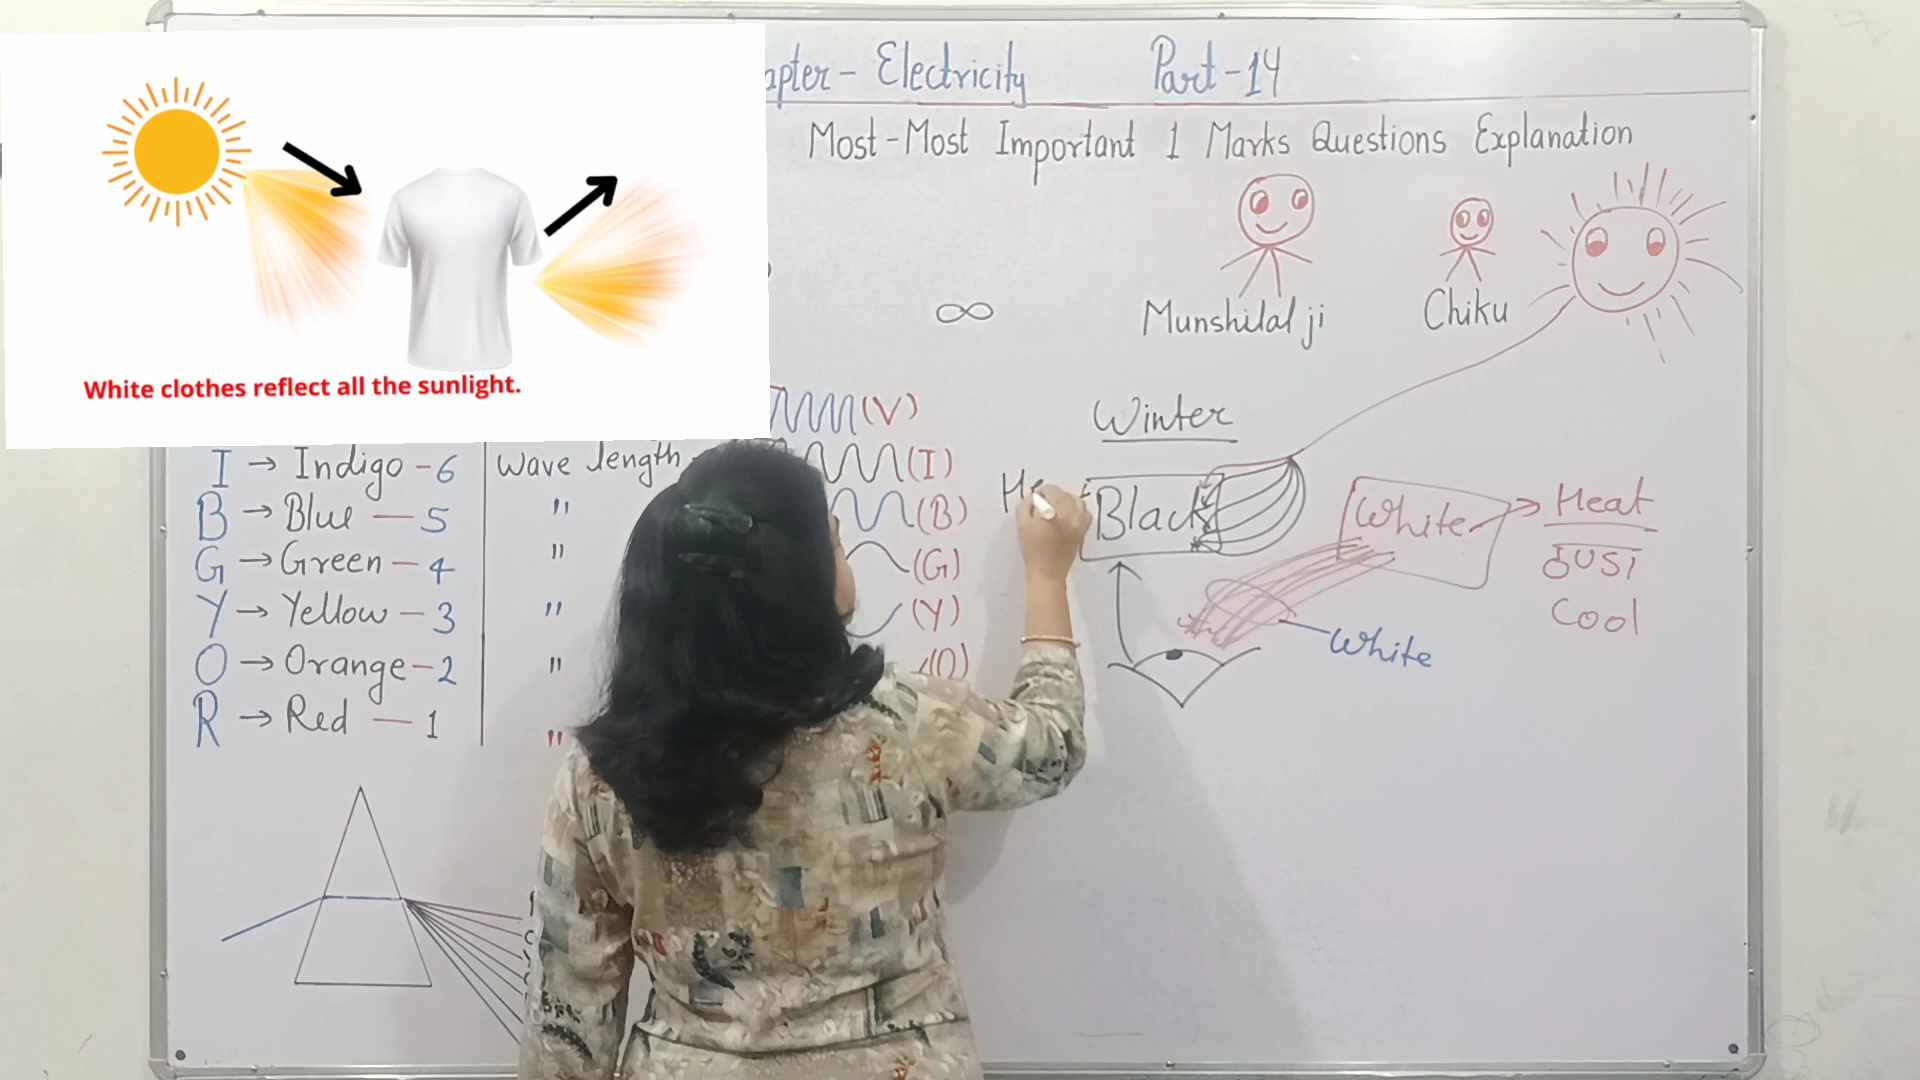 apter- Electricity Part-14
Most-Most Important 1 Marks Questions Explanation
White clothes reflect all the sunlight.
Munshilal ji
Chiku
∞
(V)
I → Indigo - 6
Wave length
(I)
B → Blue - 5
"
(B)
G → Green - 4
"
(G)
Y → Yellow - 3
"
(Y)
O → Orange - 2
"
(O)
R → Red - 1
"
Winter
He
Black
White → Heat
Cool
White